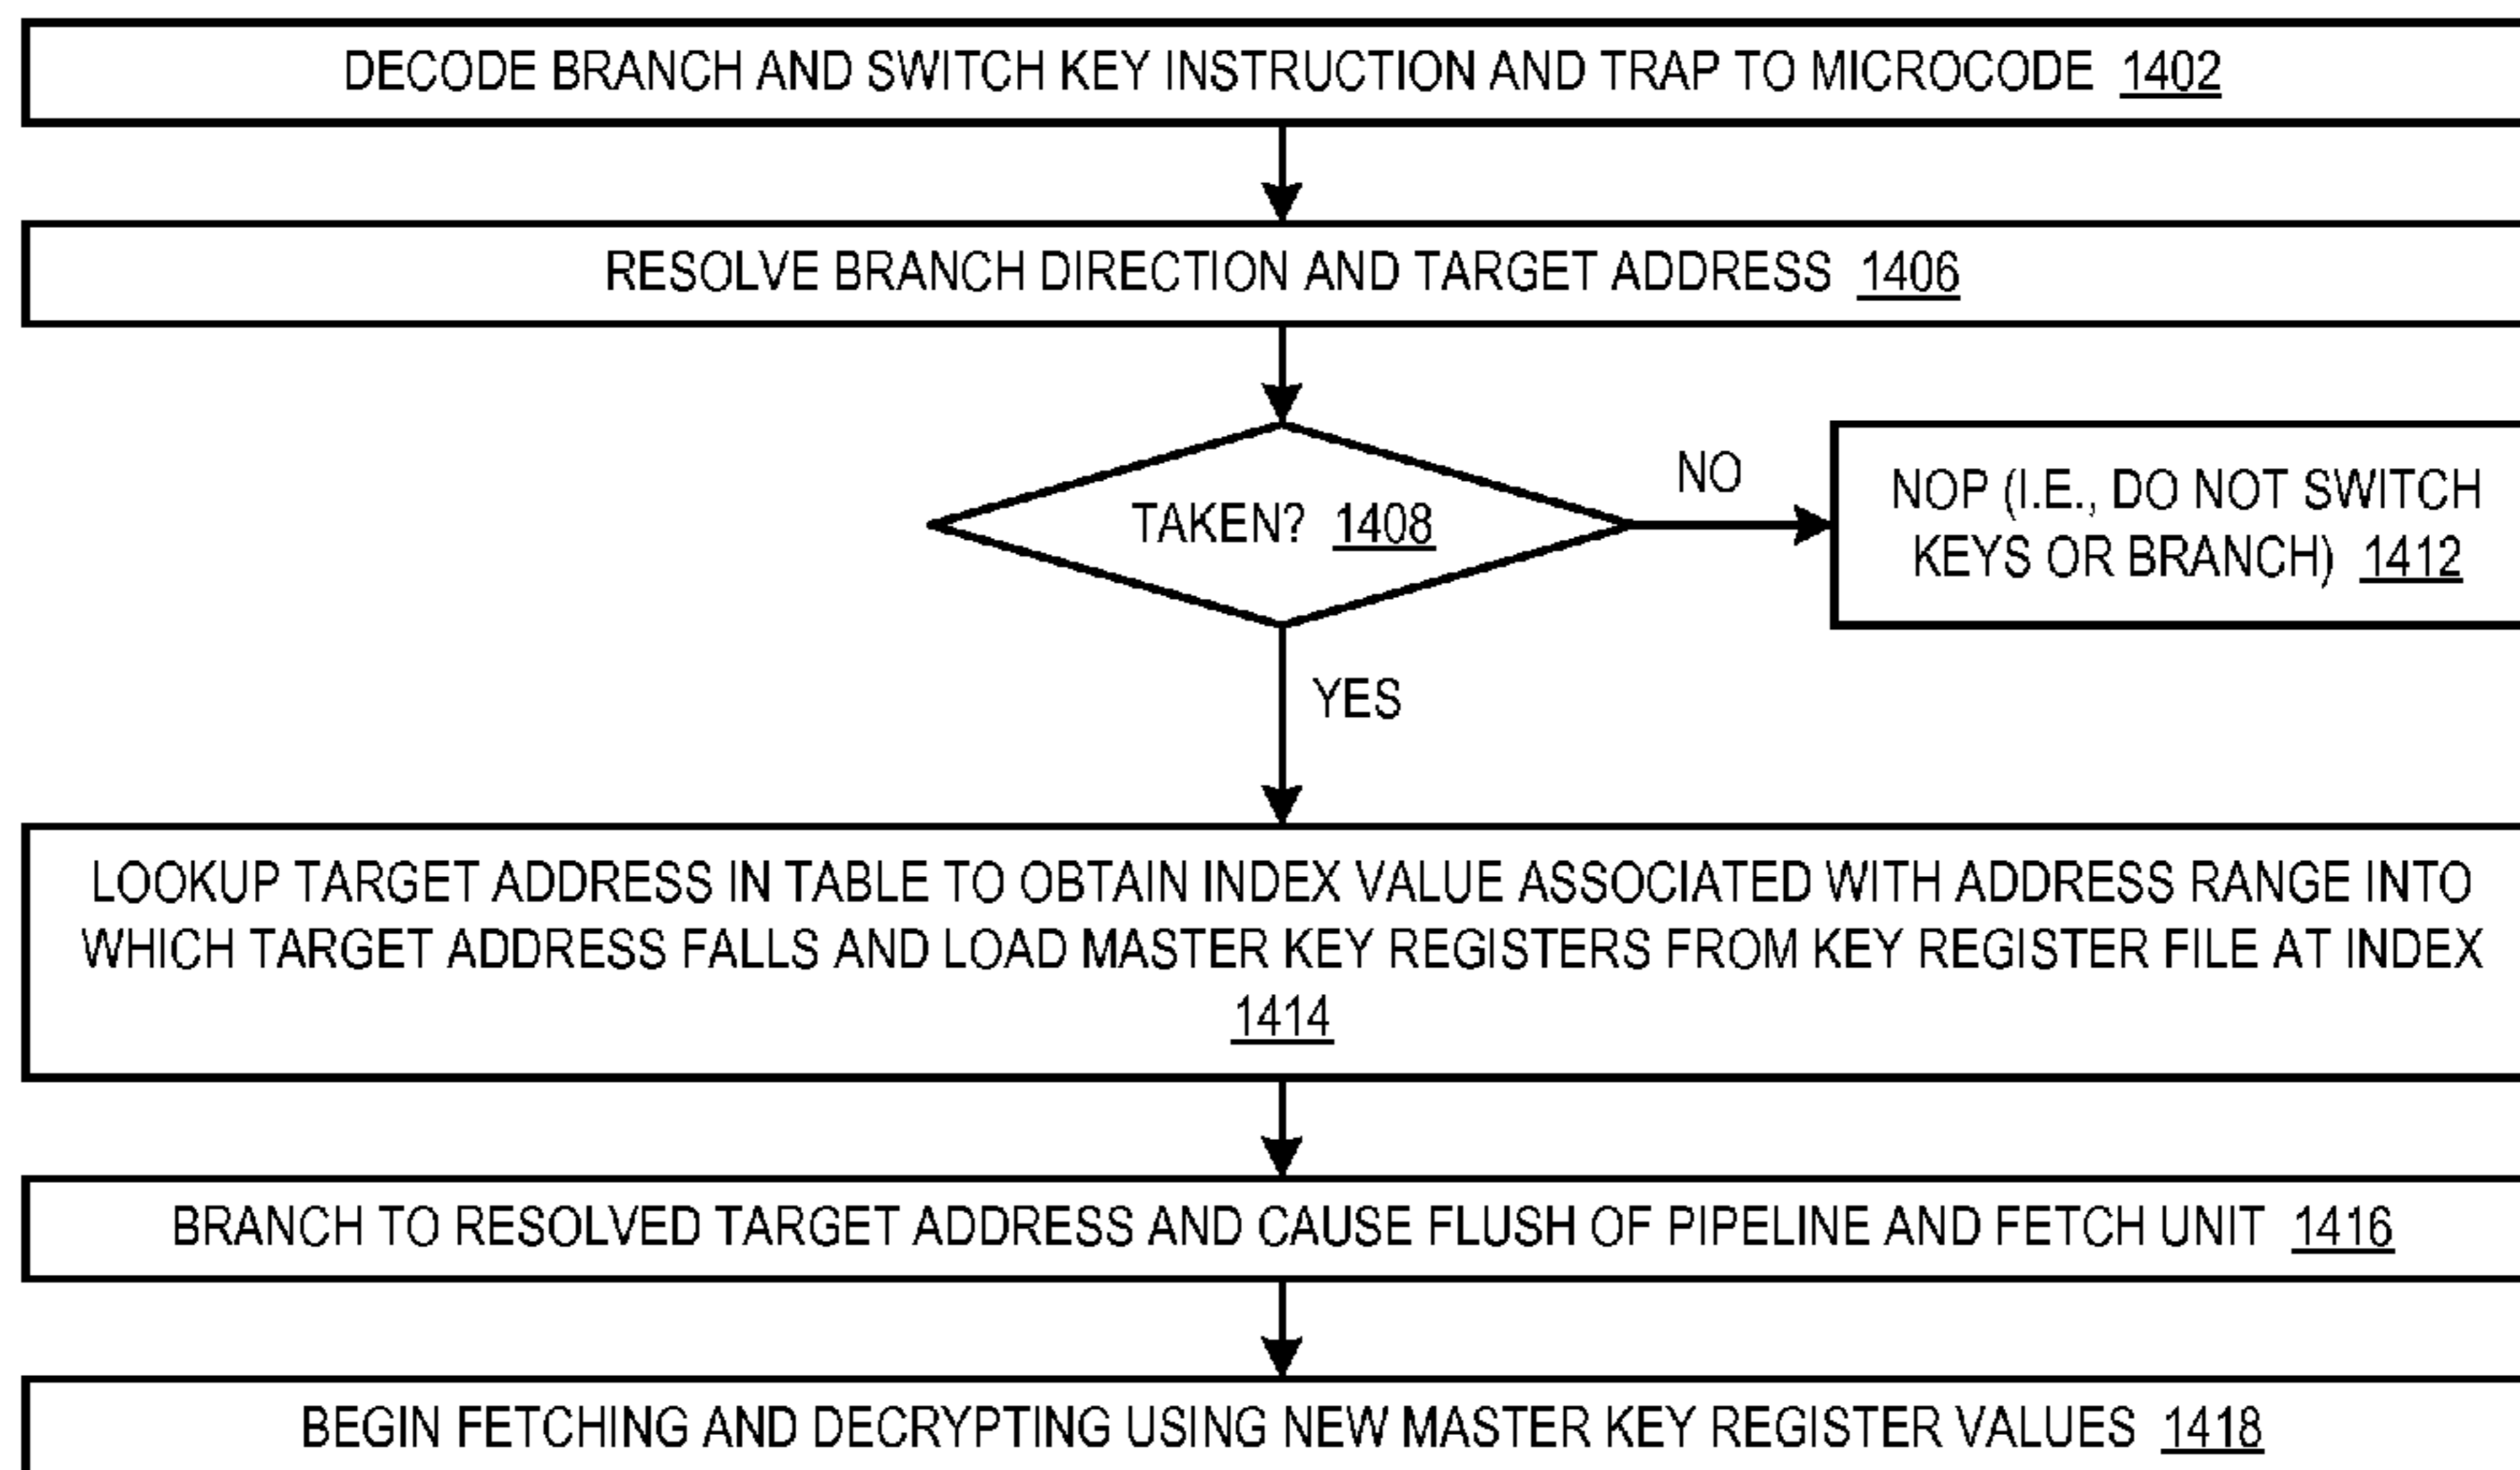 DECODE BRANCH AND SWITCH KEY INSTRUCTION AND TRAP TO MICROCODE 1402
RESOLVE BRANCH DIRECTION AND TARGET ADDRESS 1406
TAKEN? 1408
NO
NOP (I.E., DO NOT SWITCH
KEYS OR BRANCH) 1412
YES
LOOKUP TARGET ADDRESS IN TABLE TO OBTAIN INDEX VALUE ASSOCIATED WITH ADDRESS RANGE INTO
WHICH TARGET ADDRESS FALLS AND LOAD MASTER KEY REGISTERS FROM KEY REGISTER FILE AT INDEX
1414
BRANCH TO RESOLVED TARGET ADDRESS AND CAUSE FLUSH OF PIPELINE AND FETCH UNIT 1416
BEGIN FETCHING AND DECRYPTING USING NEW MASTER KEY REGISTER VALUES 1418